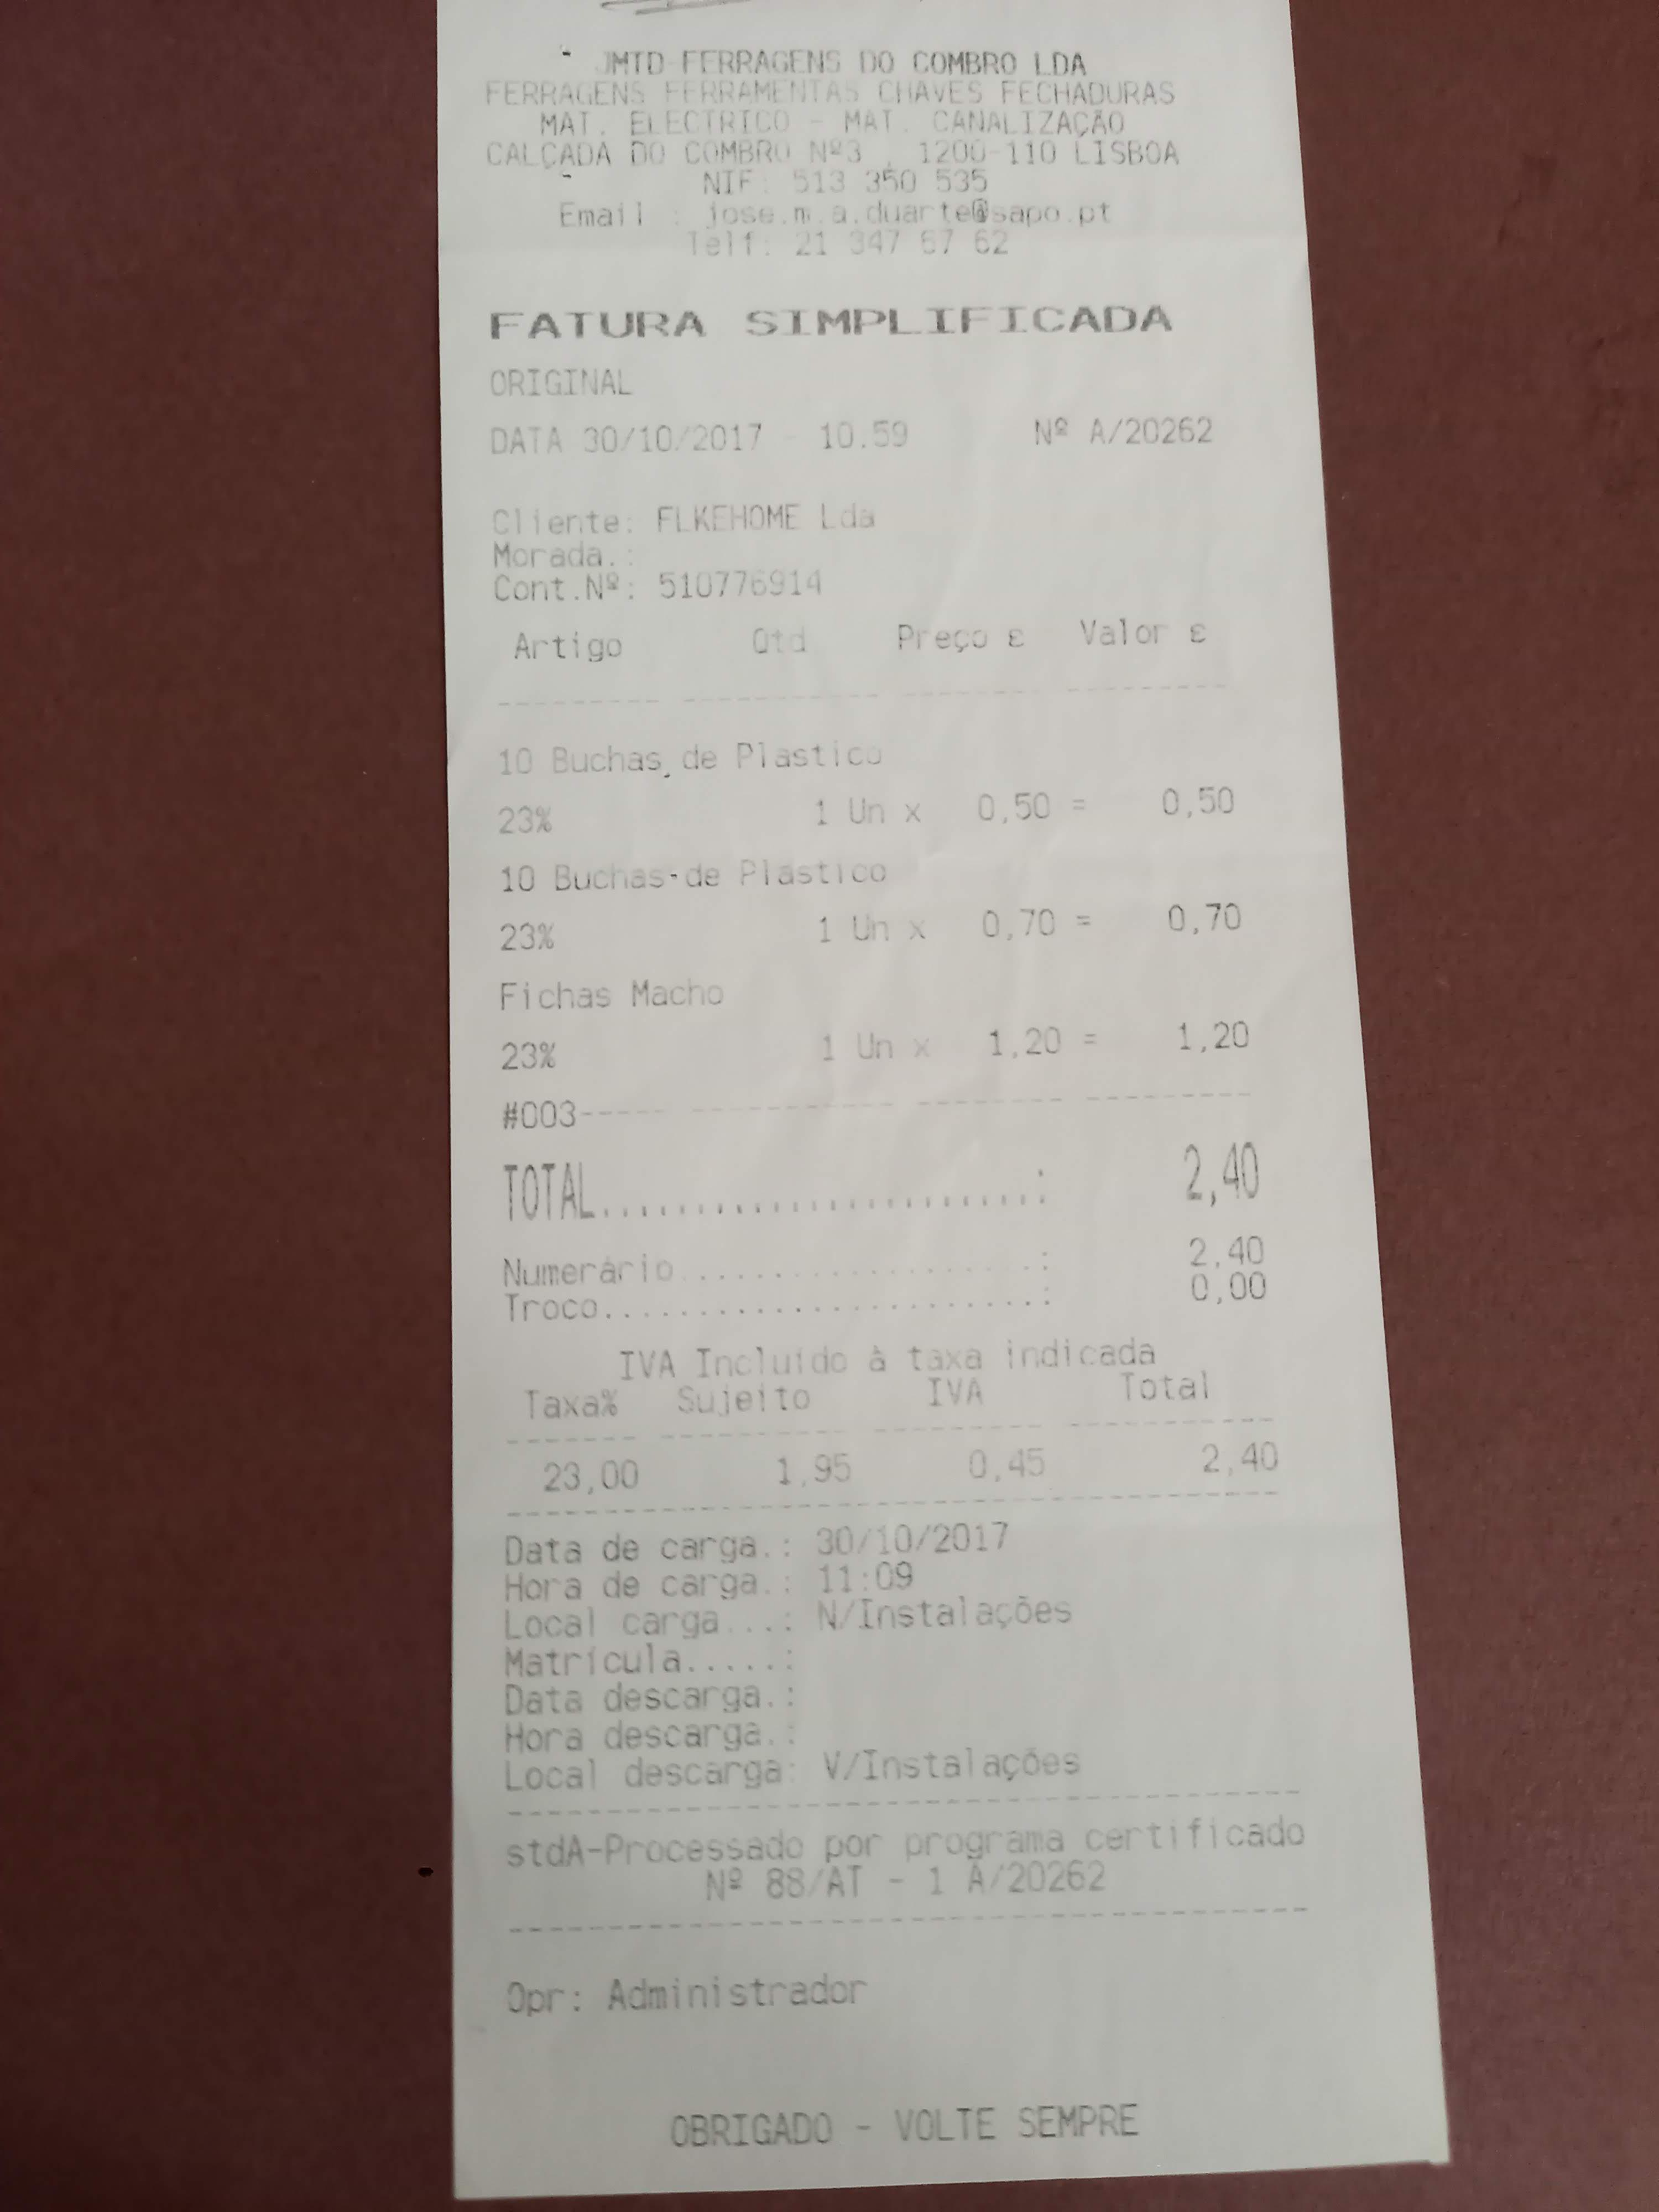 JMTD FERRAGENS DO COMBRO LDA
FERRAGENS FERRAMENTAS CHAVES FECHADURAS
MAT. ELECTRICO - MAT. CANALIZAÇÃO
CALÇADA DO COMBRO Nº3 , 1200-110 LISBOA
NIF: 513 350 535
Email : jose.m.a.duarte@sapo.pt
Telf: 21 347 67 62
FATURA SIMPLIFICADA
ORIGINAL
DATA 30/10/2017 - 10.59 Nº A/20262
Cliente: FLKEHOME Lda
Morada.:
Cont.Nº: 510776914
Artigo Qtd Preço € Valor €
10 Buchas de Plastico
23% 1 Un x 0,50 = 0,50
10 Buchas de Plastico
23% 1 Un x 0,70 = 0,70
Fichas Macho
23% 1 Un x 1,20 = 1,20
#003----- ----------- -------- ---------
TOTAL.......................: 2,40
Numerário...................: 2,40
Troco.......................: 0,00
IVA Incluído à taxa indicada
Taxa% Sujeito IVA Total
23,00 1,95 0,45 2,40
Data de carga.: 30/10/2017
Hora de carga.: 11:09
Local carga...: N/Instalações
Matrícula.....:
Data descarga.:
Hora descarga.:
Local descarga: V/Instalações
stdA-Processado por programa certificado
Nº 88/AT - 1 A/20262
Opr: Administrador
OBRIGADO - VOLTE SEMPRE